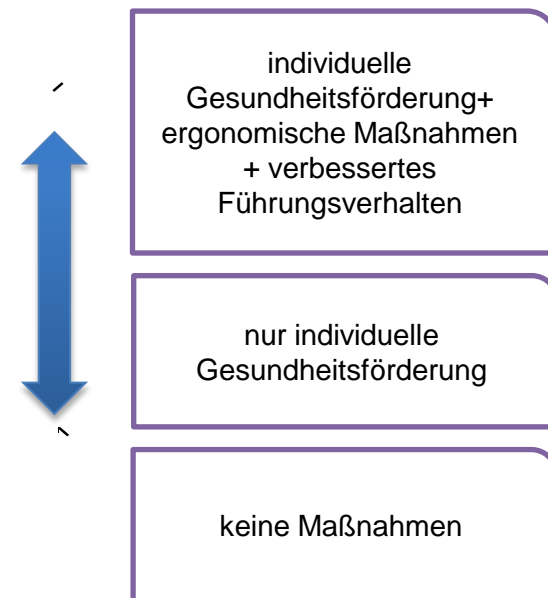 individuelle
Gesundheitsförderung+
ergonomische Maßnahmen
+ verbessertes
Führungsverhalten
nur individuelle
Gesundheitsförderung
keine Maßnahmen